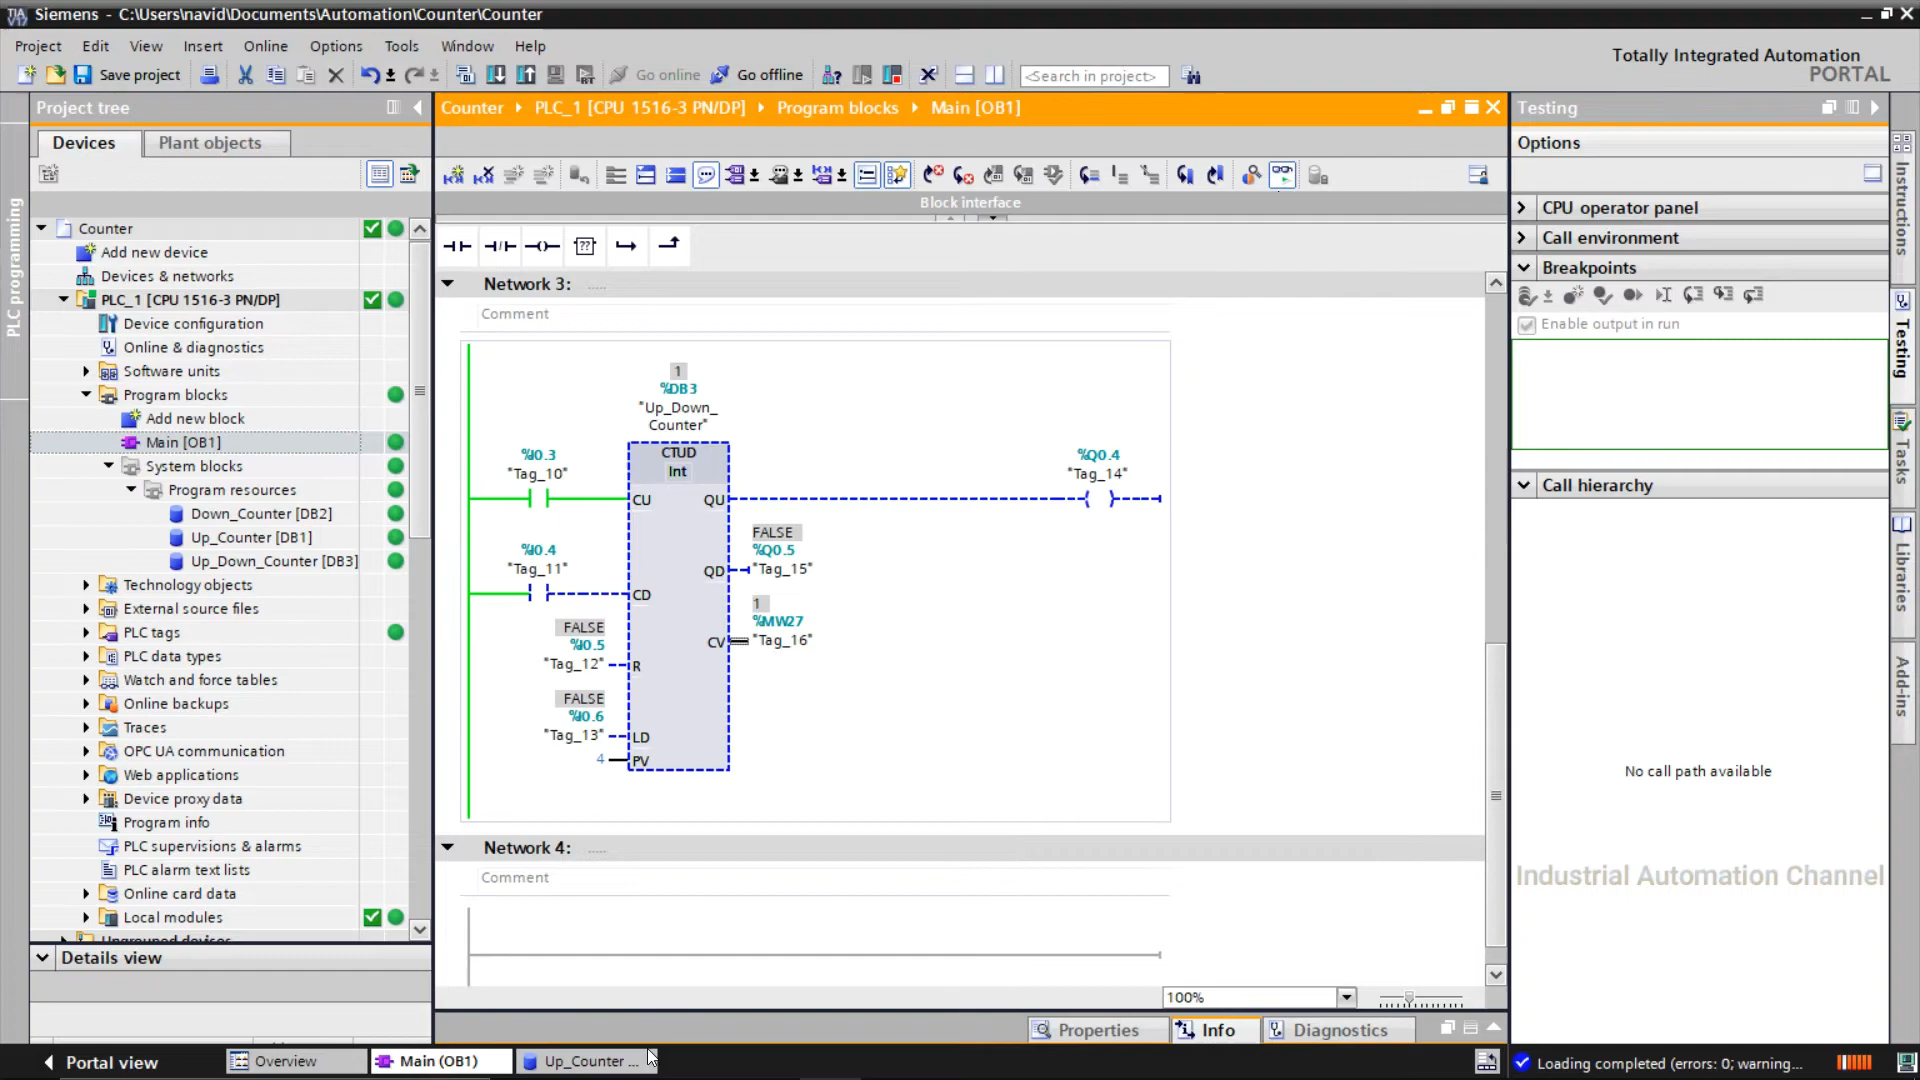 Siemens - C:\Users\navid\Documents\Automation\Counter\Counter
Project Edit View Insert Online Options Tools Window Help
Totally Integrated Automation
PORTAL
Save project
Go online
Go offline
<Search in project>
Project tree
Counter PLC_1 [CPU 1516-3 PN/DP] Program blocks Main [OB1]
Testing
Devices
Plant objects
Options
Block interface
CPU operator panel
Call environment
Breakpoints
Enable output in run
Call hierarchy
No call path available
Industrial Automation Channel
PLC programming
Counter
Add new device
Devices & networks
PLC_1 [CPU 1516-3 PN/DP]
Device configuration
Online & diagnostics
Software units
Program blocks
Add new block
Main [OB1]
System blocks
Program resources
Down_Counter [DB2]
Up_Counter [DB1]
Up_Down_Counter [DB3]
Technology objects
External source files
PLC tags
PLC data types
Watch and force tables
Online backups
Traces
OPC UA communication
Web applications
Device proxy data
Program info
PLC supervisions & alarms
PLC alarm text lists
Online card data
Local modules
Ungrouped devices
Details view
??
Network 3: .....
Comment
1
%DB3
"Up_Down_
Counter"
CTUD
Int
%I0.3
"Tag_10"
CU
QU
%Q0.4
"Tag_14"
FALSE
%Q0.5
QD
"Tag_15"
%I0.4
"Tag_11"
CD
1
%MW27
CV
"Tag_16"
FALSE
%I0.5
"Tag_12"
R
FALSE
%I0.6
"Tag_13"
LD
4
PV
Network 4: .....
Comment
100%
Properties
Info
Diagnostics
Instructions
Testing
Tasks
Libraries
Add-ins
Portal view
Overview
Main (OB1)
Up_Counter ...
Loading completed (errors: 0; warning...